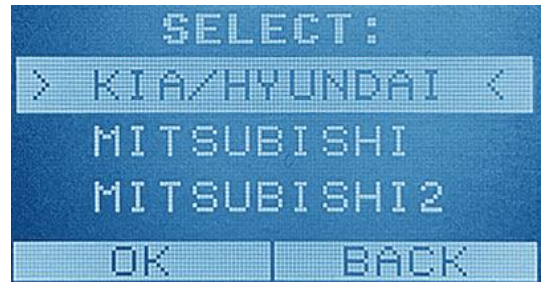 SELECT:
> KIA/HYUNDAI <
MITSUBISHI
MITSUBISHI2
OK BACK